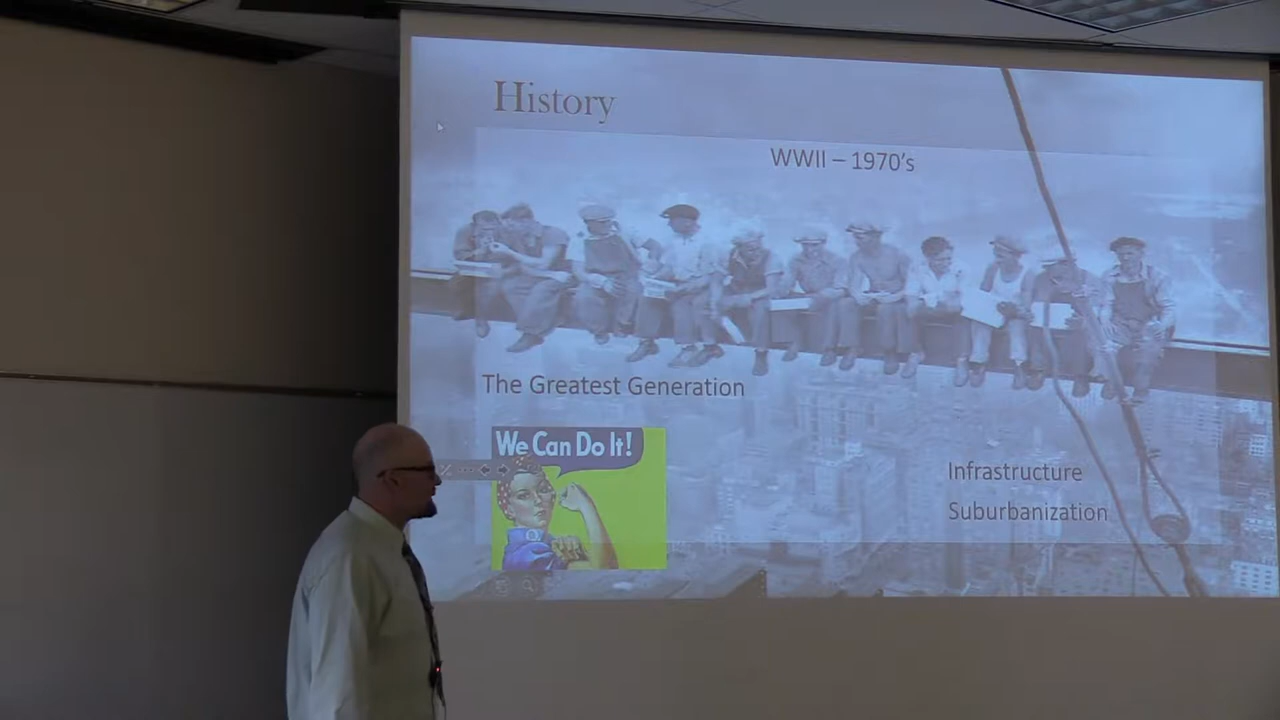 History
WWII – 1970's
The Greatest Generation
We Can Do It!
Infrastructure
Suburbanization